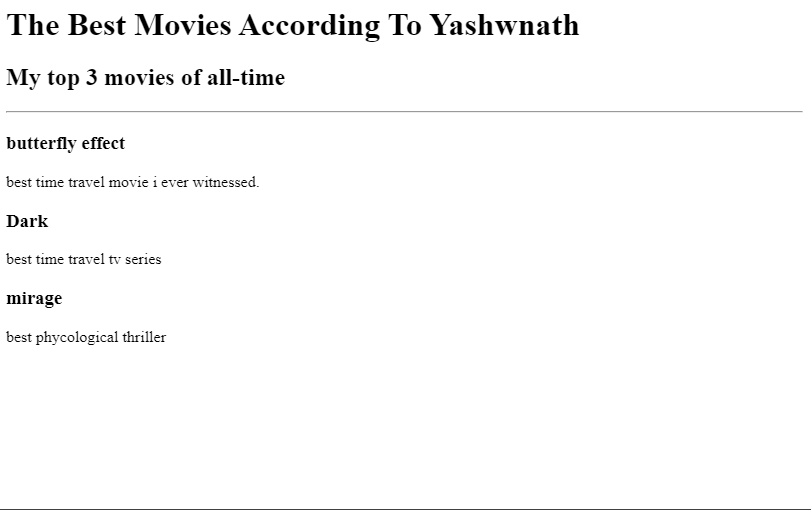 The Best Movies According To Yashwnath
My top 3 movies of all-time
butterfly effect
best time travel movie i ever witnessed.
Dark
best time travel tv series
mirage
best phycological thriller